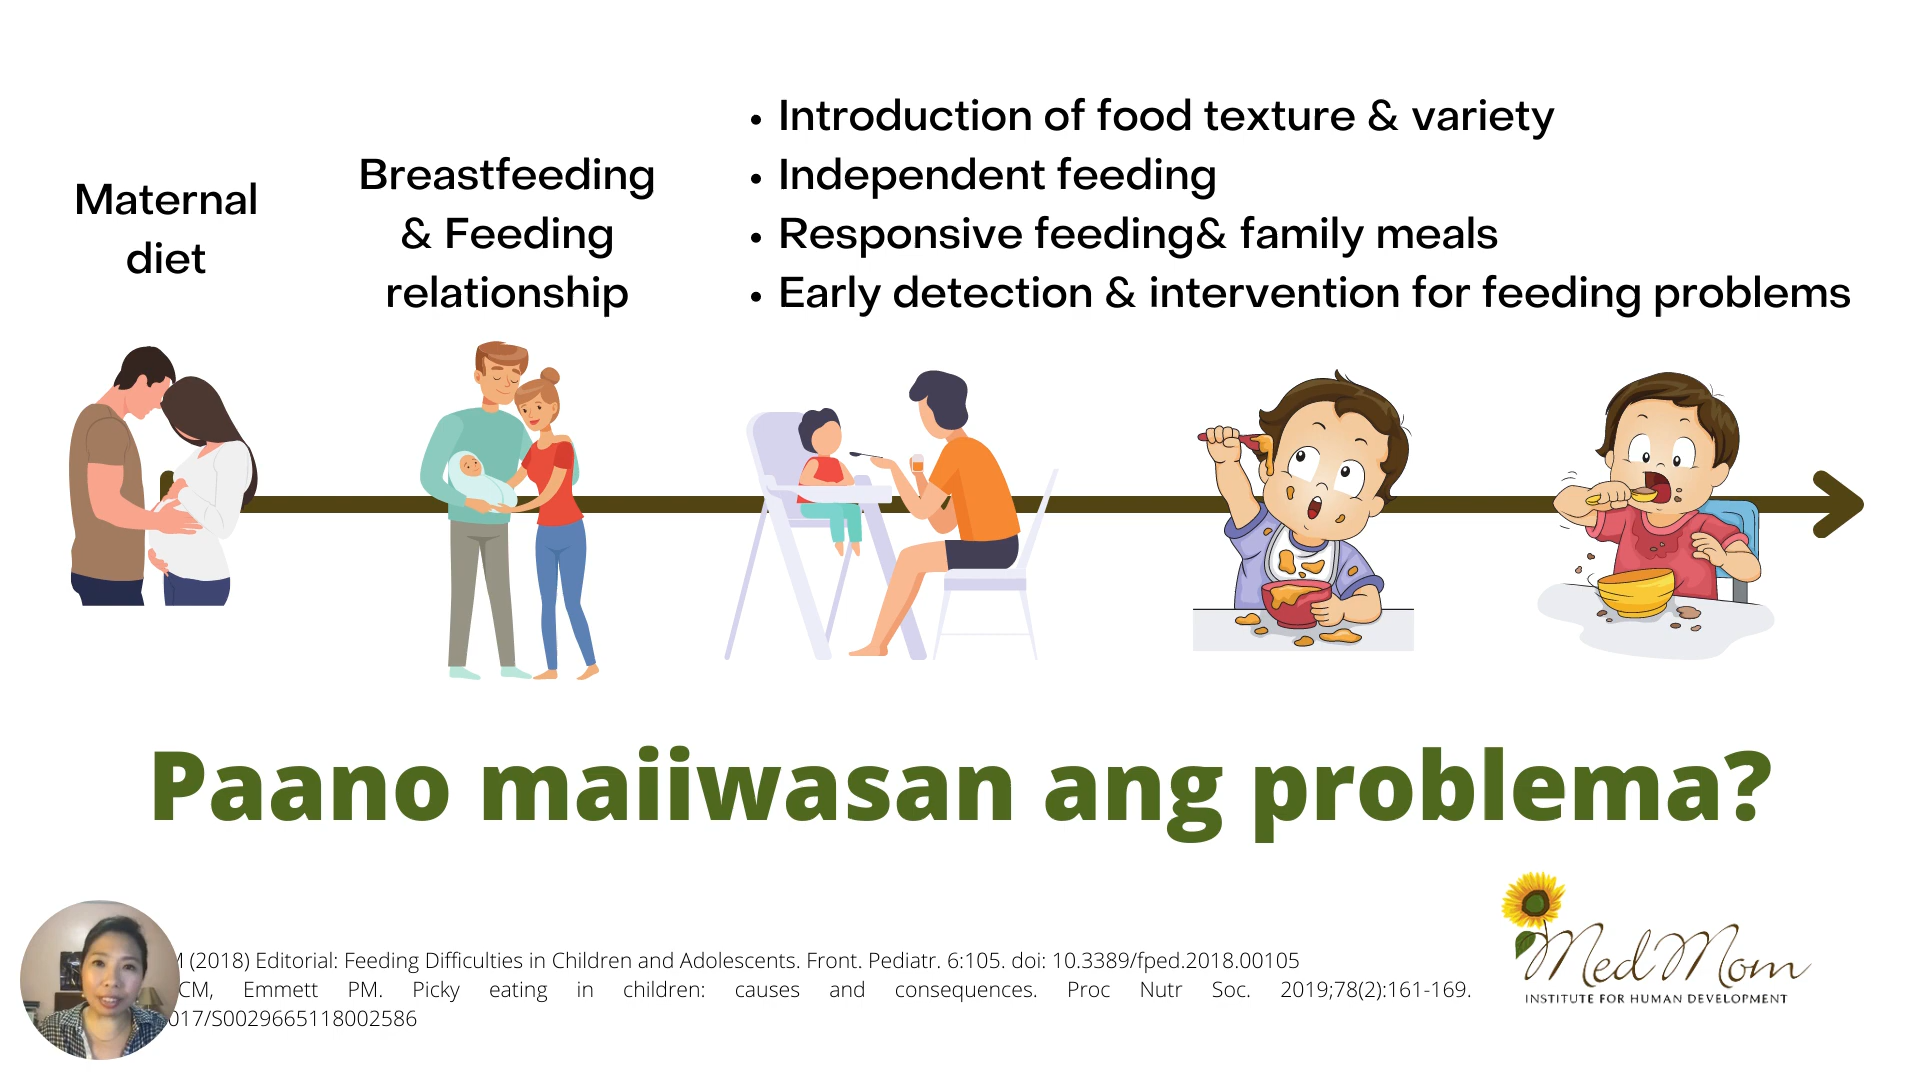 Maternal
diet
Breastfeeding
& Feeding
relationship
• Introduction of food texture & variety
• Independent feeding
• Responsive feeding& family meals
• Early detection & intervention for feeding problems
Paano maiiwasan ang problema?
(2018) Editorial: Feeding Difficulties in Children and Adolescents. Front. Pediatr. 6:105. doi: 10.3389/fped.2018.00105
CM, Emmett PM. Picky eating in children: causes and consequences. Proc Nutr Soc. 2019;78(2):161-169.
017/S0029665118002586
Med Mom
INSTITUTE FOR HUMAN DEVELOPMENT